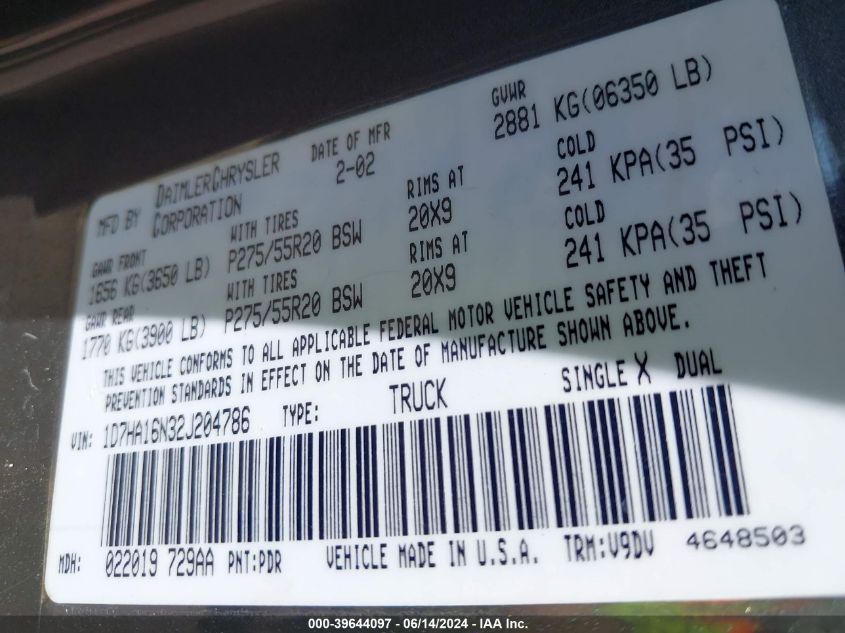 MFD BY DAIMLERCHRYSLER CORPORATION
DATE OF MFR 2-02
GVWR 2881 KG(06350 LB)
GAWR FRONT 1656 KG(3650 LB)
WITH TIRES P275/55R20 BSW
RIMS AT 20X9
COLD 241 KPA(35 PSI)
GAWR REAR 1770 KG(3900 LB)
WITH TIRES P275/55R20 BSW
RIMS AT 20X9
COLD 241 KPA(35 PSI)
THIS VEHICLE CONFORMS TO ALL APPLICABLE FEDERAL MOTOR VEHICLE SAFETY AND THEFT
PREVENTION STANDARDS IN EFFECT ON THE DATE OF MANUFACTURE SHOWN ABOVE.
VIN: 1D7HA16N32J204786 TYPE: TRUCK SINGLE X DUAL
MDH: 022019 729AA PNT:PDR VEHICLE MADE IN U.S.A. TRM:V9DV 4648503
000-39644097 - 06/14/2024 - IAA Inc.